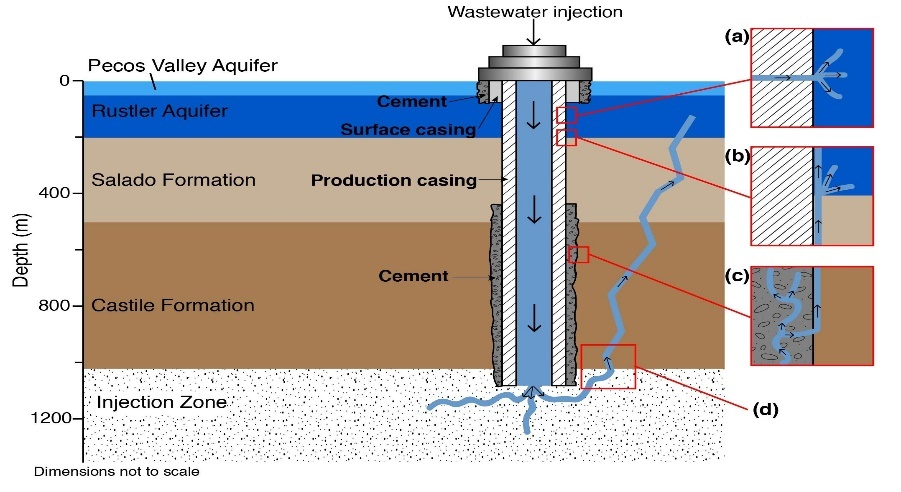 Wastewater injection
(a)
Pecos Valley Aquifer
0
Cement
Rustler Aquifer
Surface casing
(b)
Salado Formation
Production casing
400
Depth (m)
(c)
Cement
800
Castile Formation
Injection Zone
(d)
1200
Dimensions not to scale